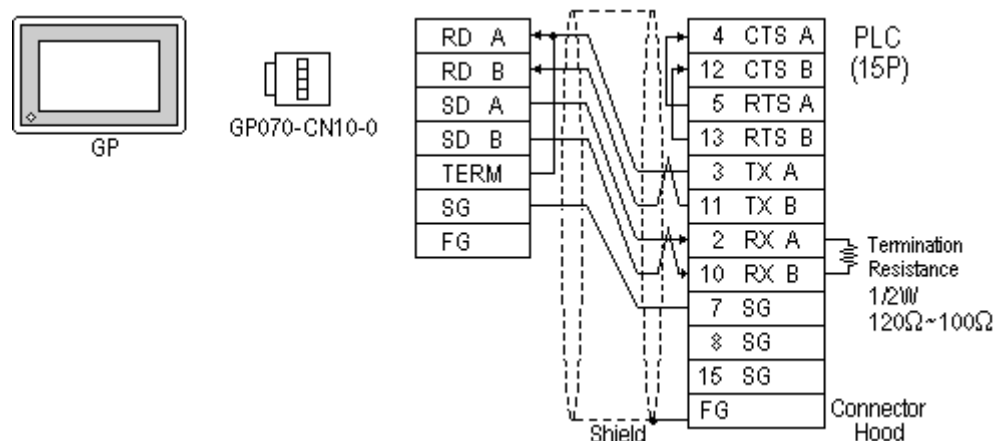 GP
GP070-CN10-0
RD A
RD B
SD A
SD B
TERM
SG
FG
Shield
4 CTS A
12 CTS B
5 RTS A
13 RTS B
3 TX A
11 TX B
2 RX A
10 RX B
7 SG
8 SG
15 SG
FG
PLC
(15P)
Termination
Resistance
1/2W
120Ω~100Ω
Connector
Hood